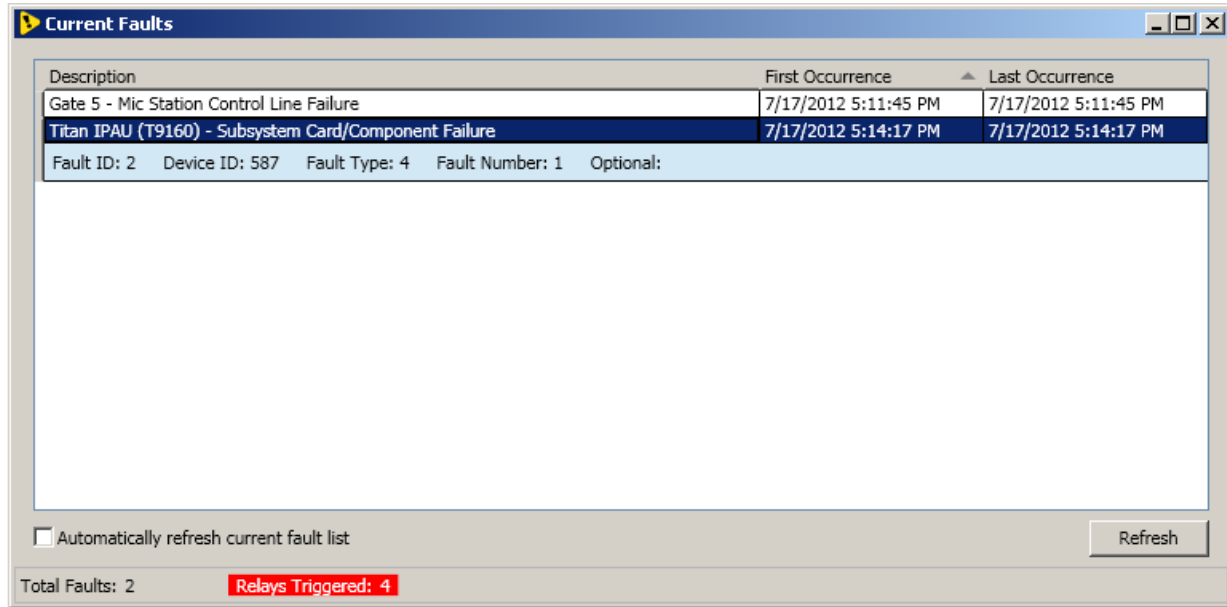 Current Faults
Description First Occurrence Last Occurrence
Gate 5 - Mic Station Control Line Failure 7/17/2012 5:11:45 PM 7/17/2012 5:11:45 PM
Titan IPAU (T9160) - Subsystem Card/Component Failure 7/17/2012 5:14:17 PM 7/17/2012 5:14:17 PM
Fault ID: 2 Device ID: 587 Fault Type: 4 Fault Number: 1 Optional:
Automatically refresh current fault list Refresh
Total Faults: 2 Relays Triggered: 4